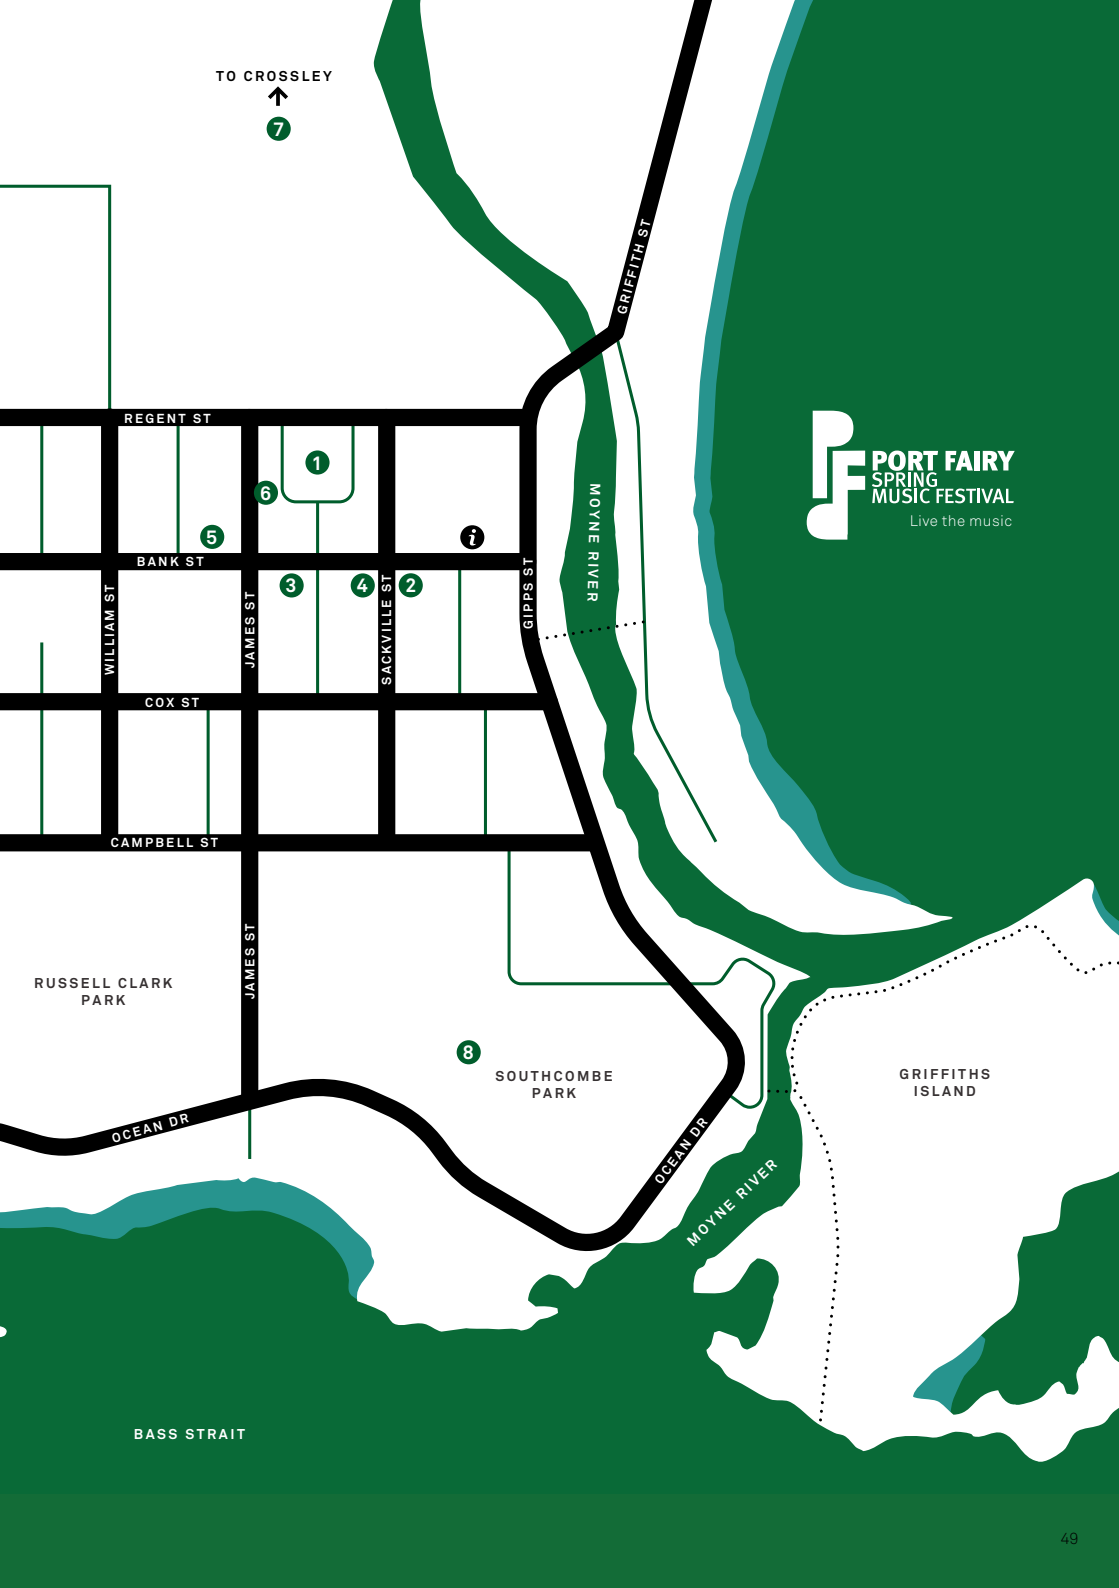 TO CROSSLEY
7
GRIFFITH ST
REGENT ST
1
6
5
i
PORT FAIRY
SPRING
MUSIC FESTIVAL
Live the music
MOYNE RIVER
BANK ST
3
4
2
WILLIAM ST
JAMES ST
SACKVILLE ST
GIPPS ST
COX ST
CAMPBELL ST
JAMES ST
RUSSELL CLARK
PARK
8
SOUTHCOMBE
PARK
GRIFFITHS
ISLAND
OCEAN DR
OCEAN DR
MOYNE RIVER
BASS STRAIT
49